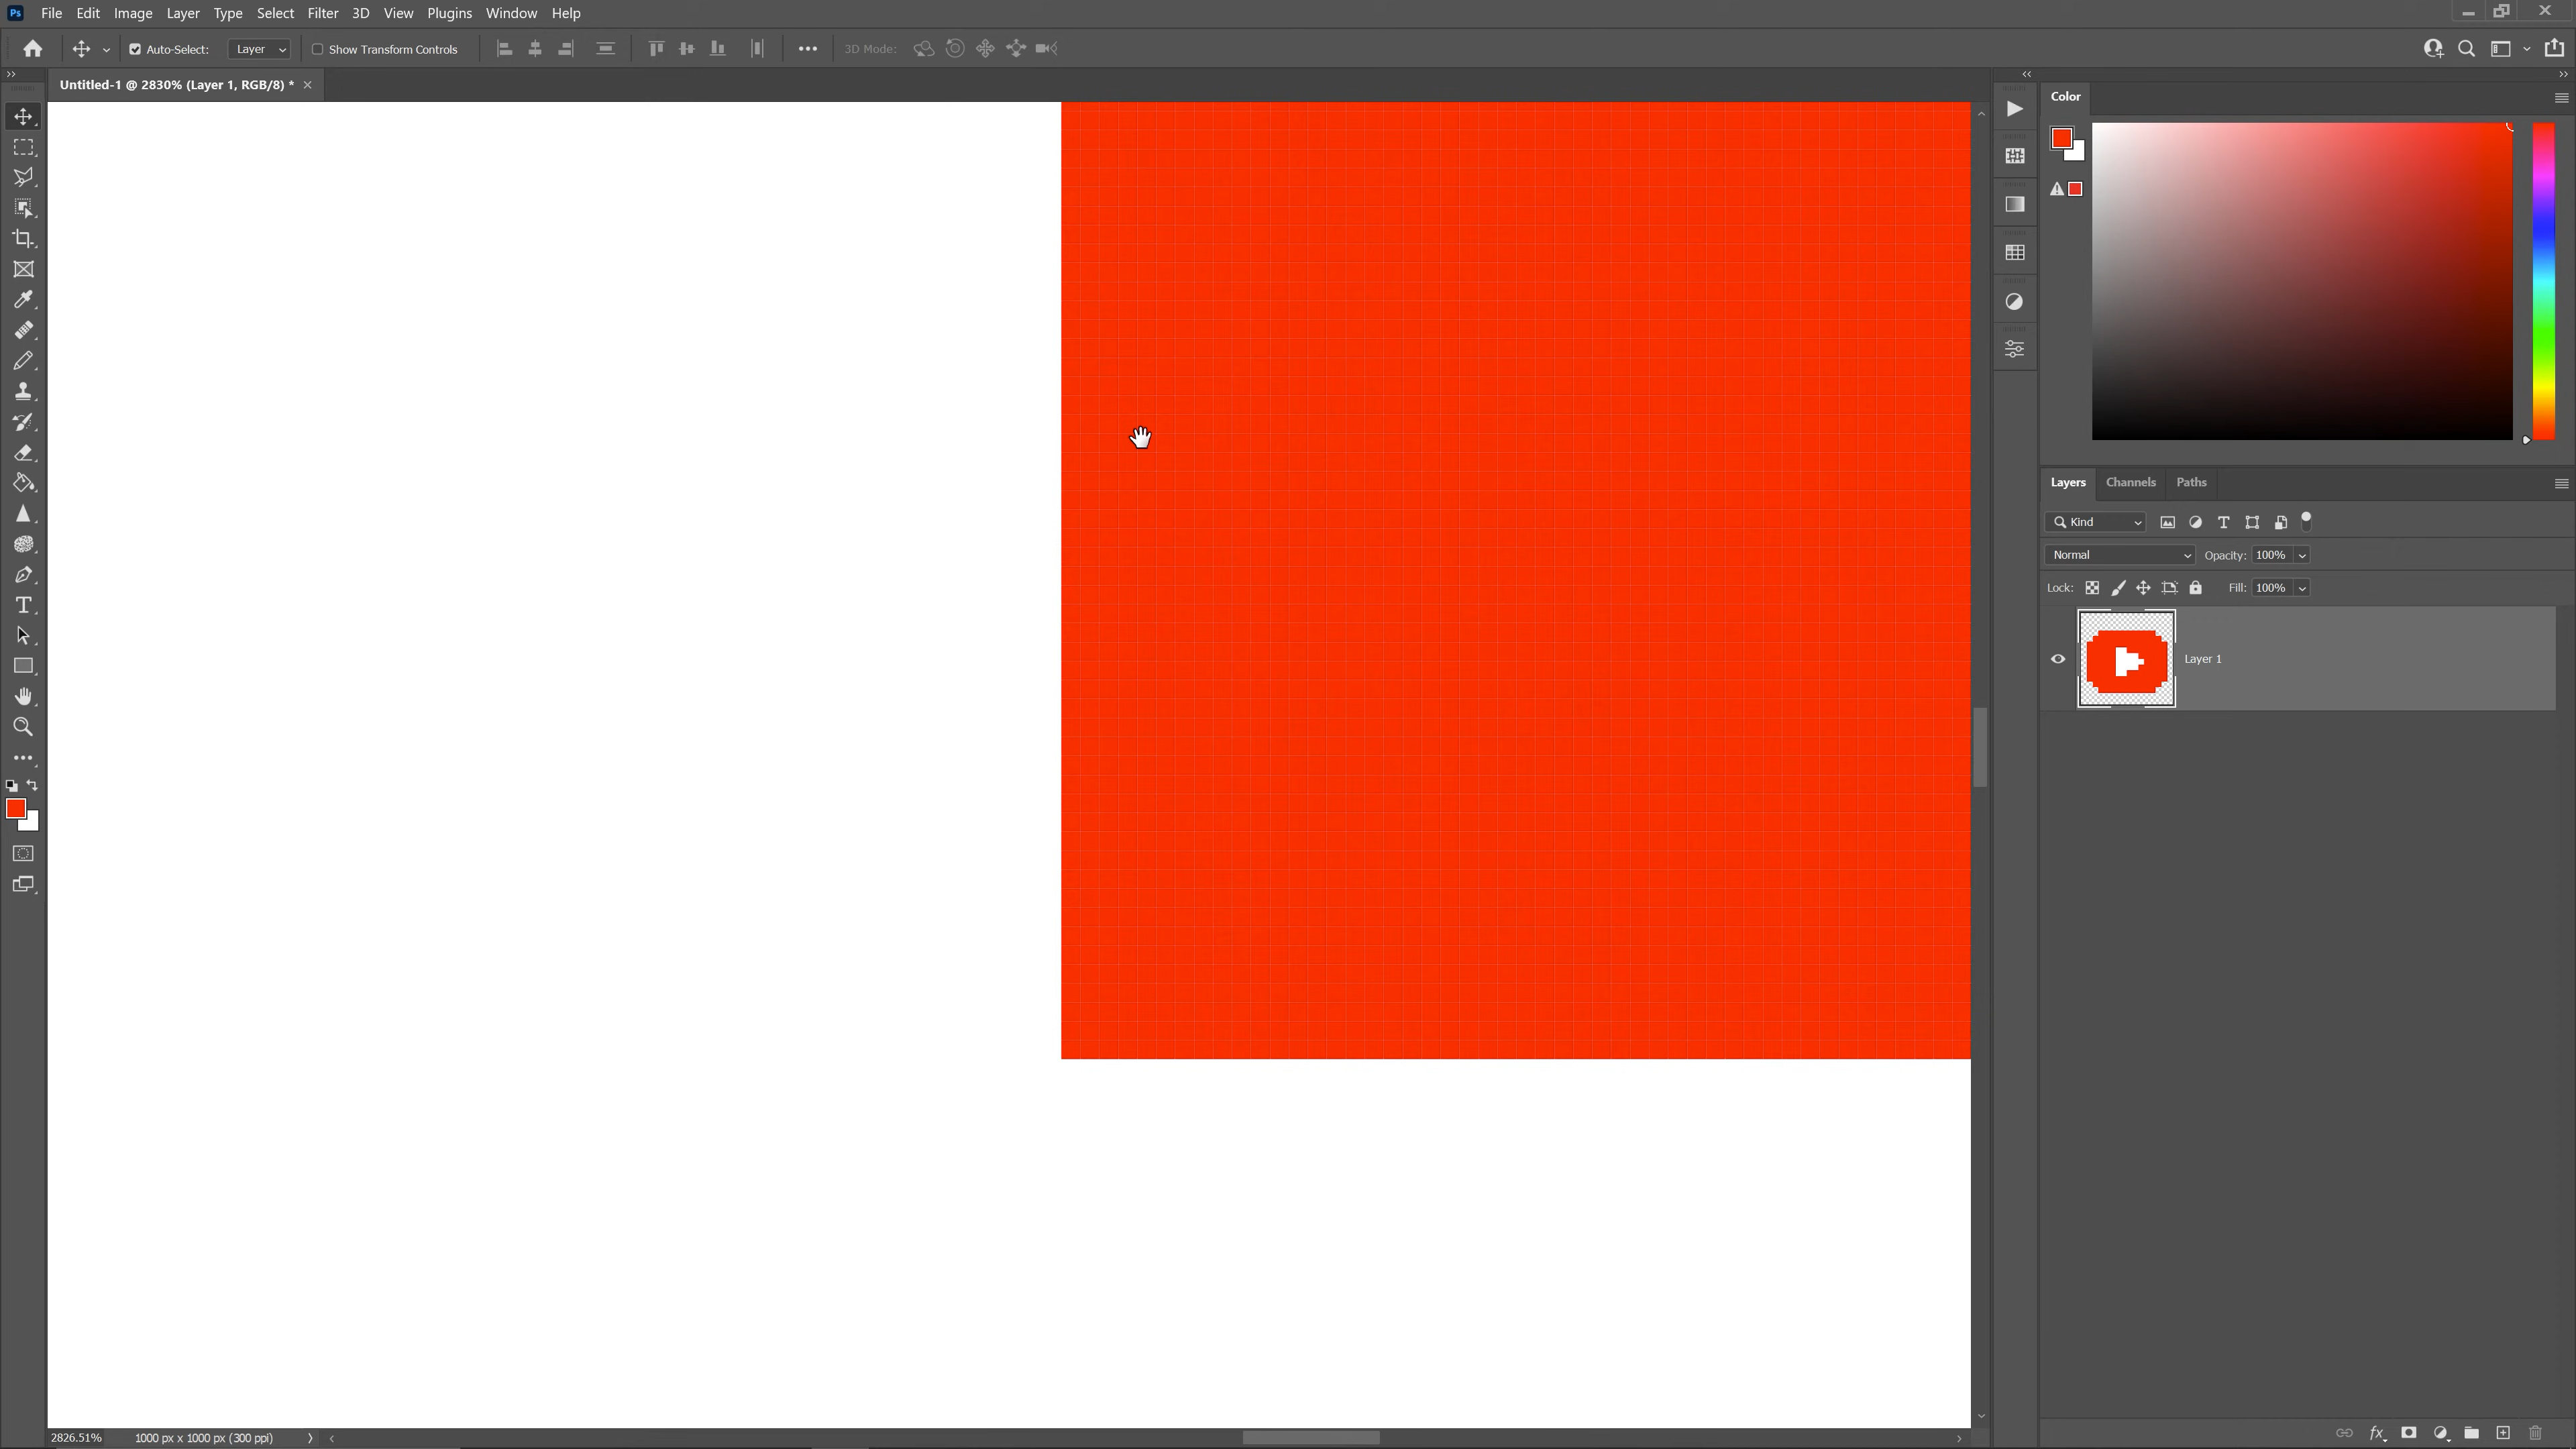 Ps File Edit Image Layer Type Select Filter 3D View Plugins Window Help
Auto-Select: Layer Show Transform Controls 3D Mode:
Untitled-1 @ 2830% (Layer 1, RGB/8) *
Color
Layers Channels Paths
Kind
Normal Opacity: 100%
Lock: Fill: 100%
Layer 1
2826.51% 1000 px x 1000 px (300 ppi)
fx